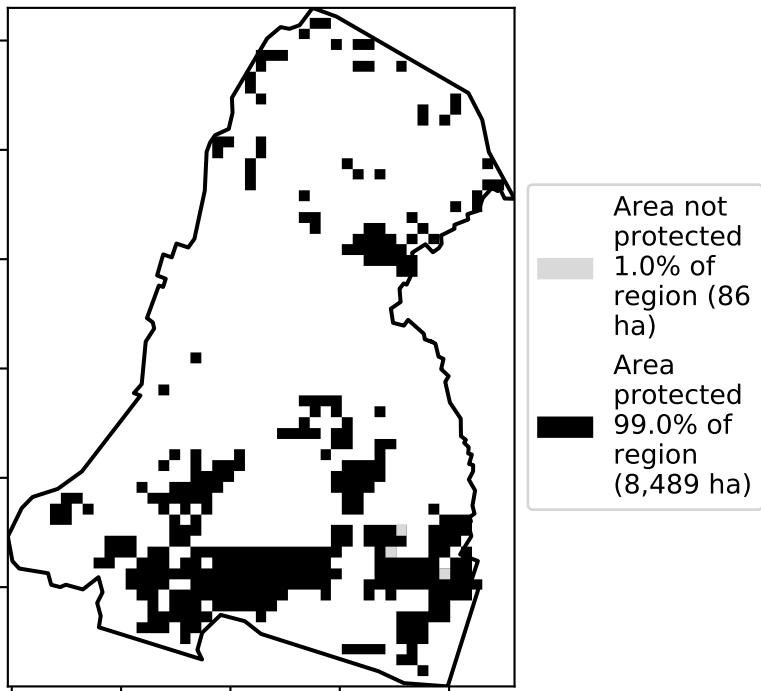 Area not
protected
1.0% of
region (86
ha)
Area
protected
99.0% of
region
(8,489 ha)